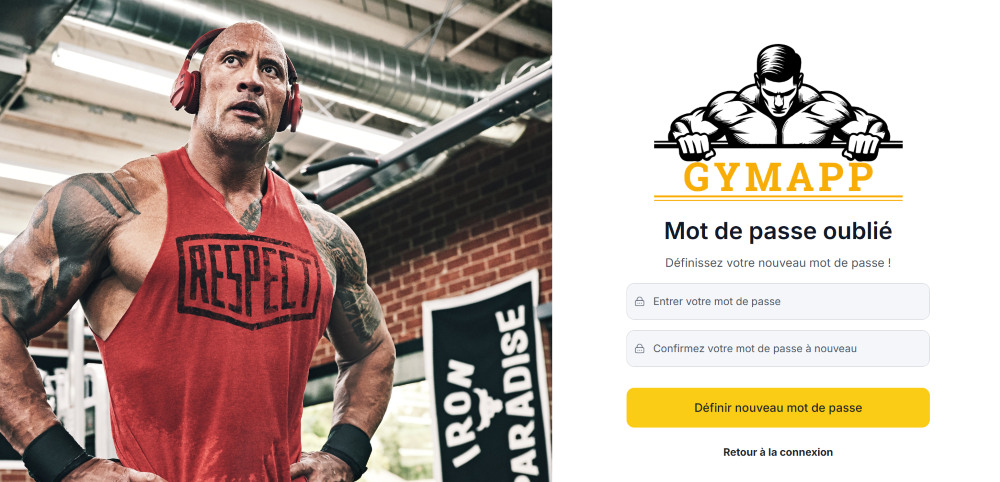 RESPECT
IRON
PARADISE
GYMAPP
Mot de passe oublié
Définissez votre nouveau mot de passe !
Entrer votre mot de passe
Confirmez votre mot de passe à nouveau
Définir nouveau mot de passe
Retour à la connexion